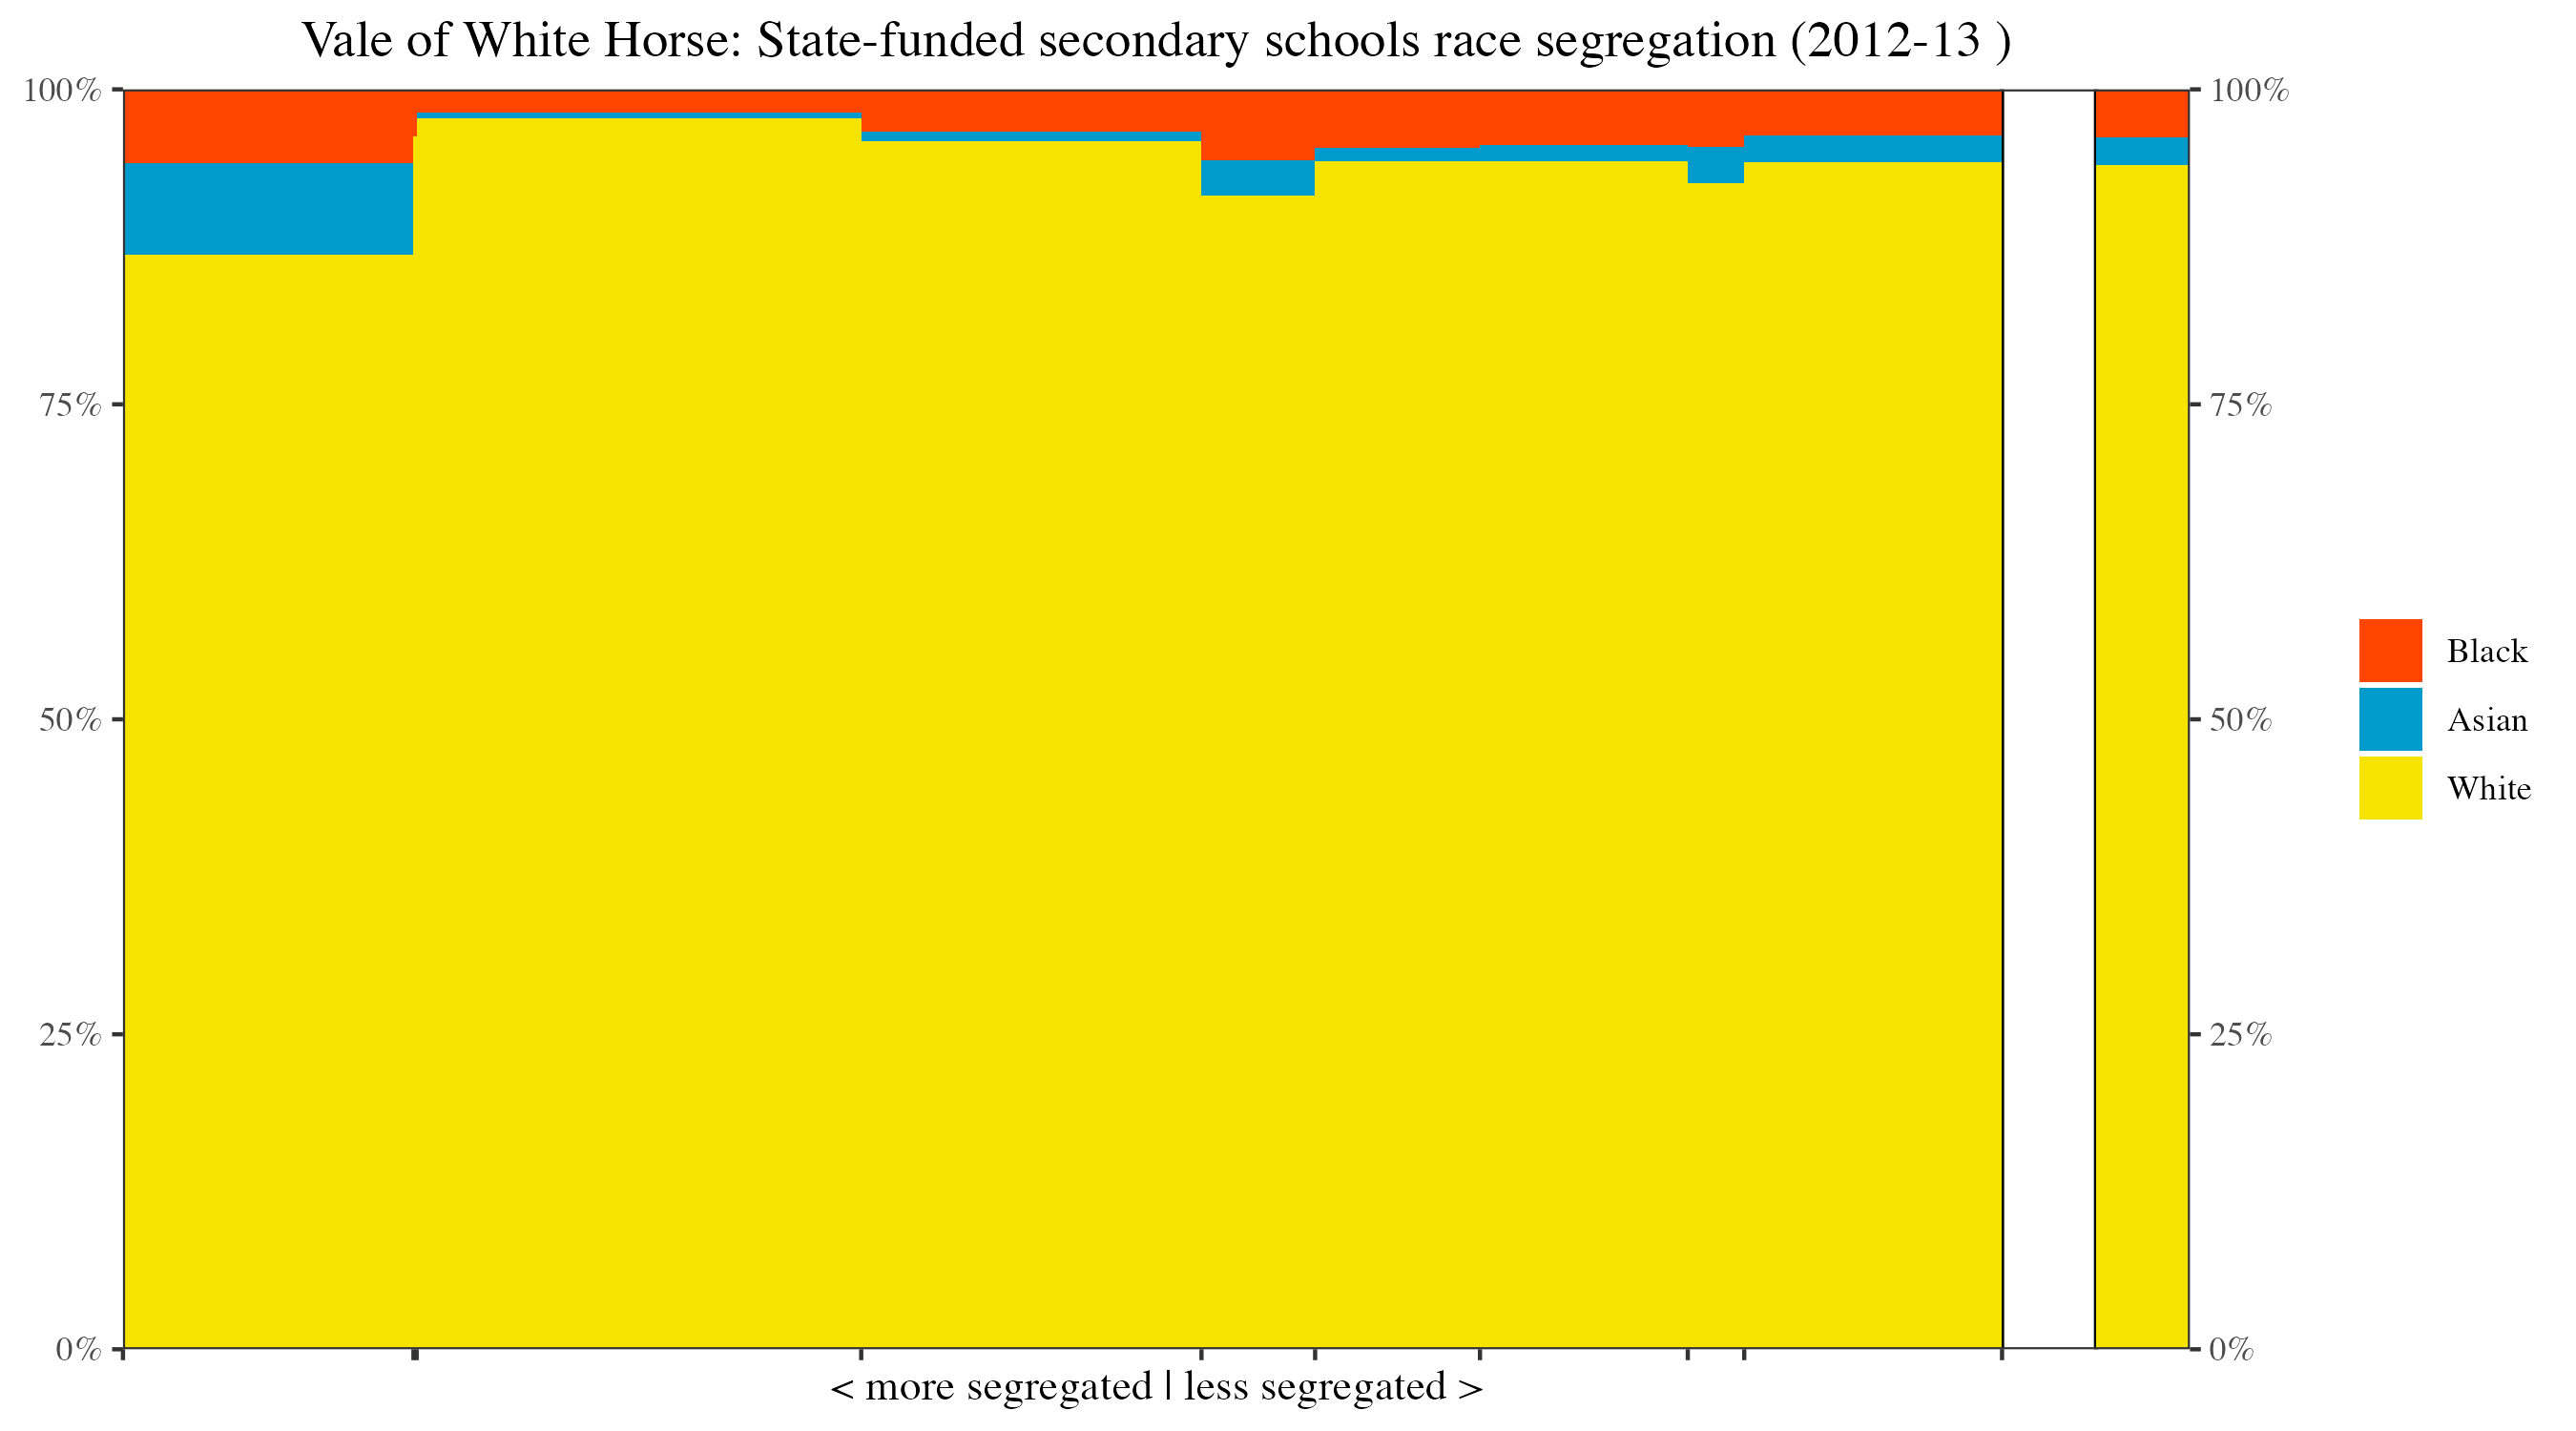 Vale of White Horse: State-funded secondary schools race segregation (2012-13 )
100%
75%
50%
25%
0%
100%
75%
50%
25%
0%
Black
Asian
White
< more segregated | less segregated >